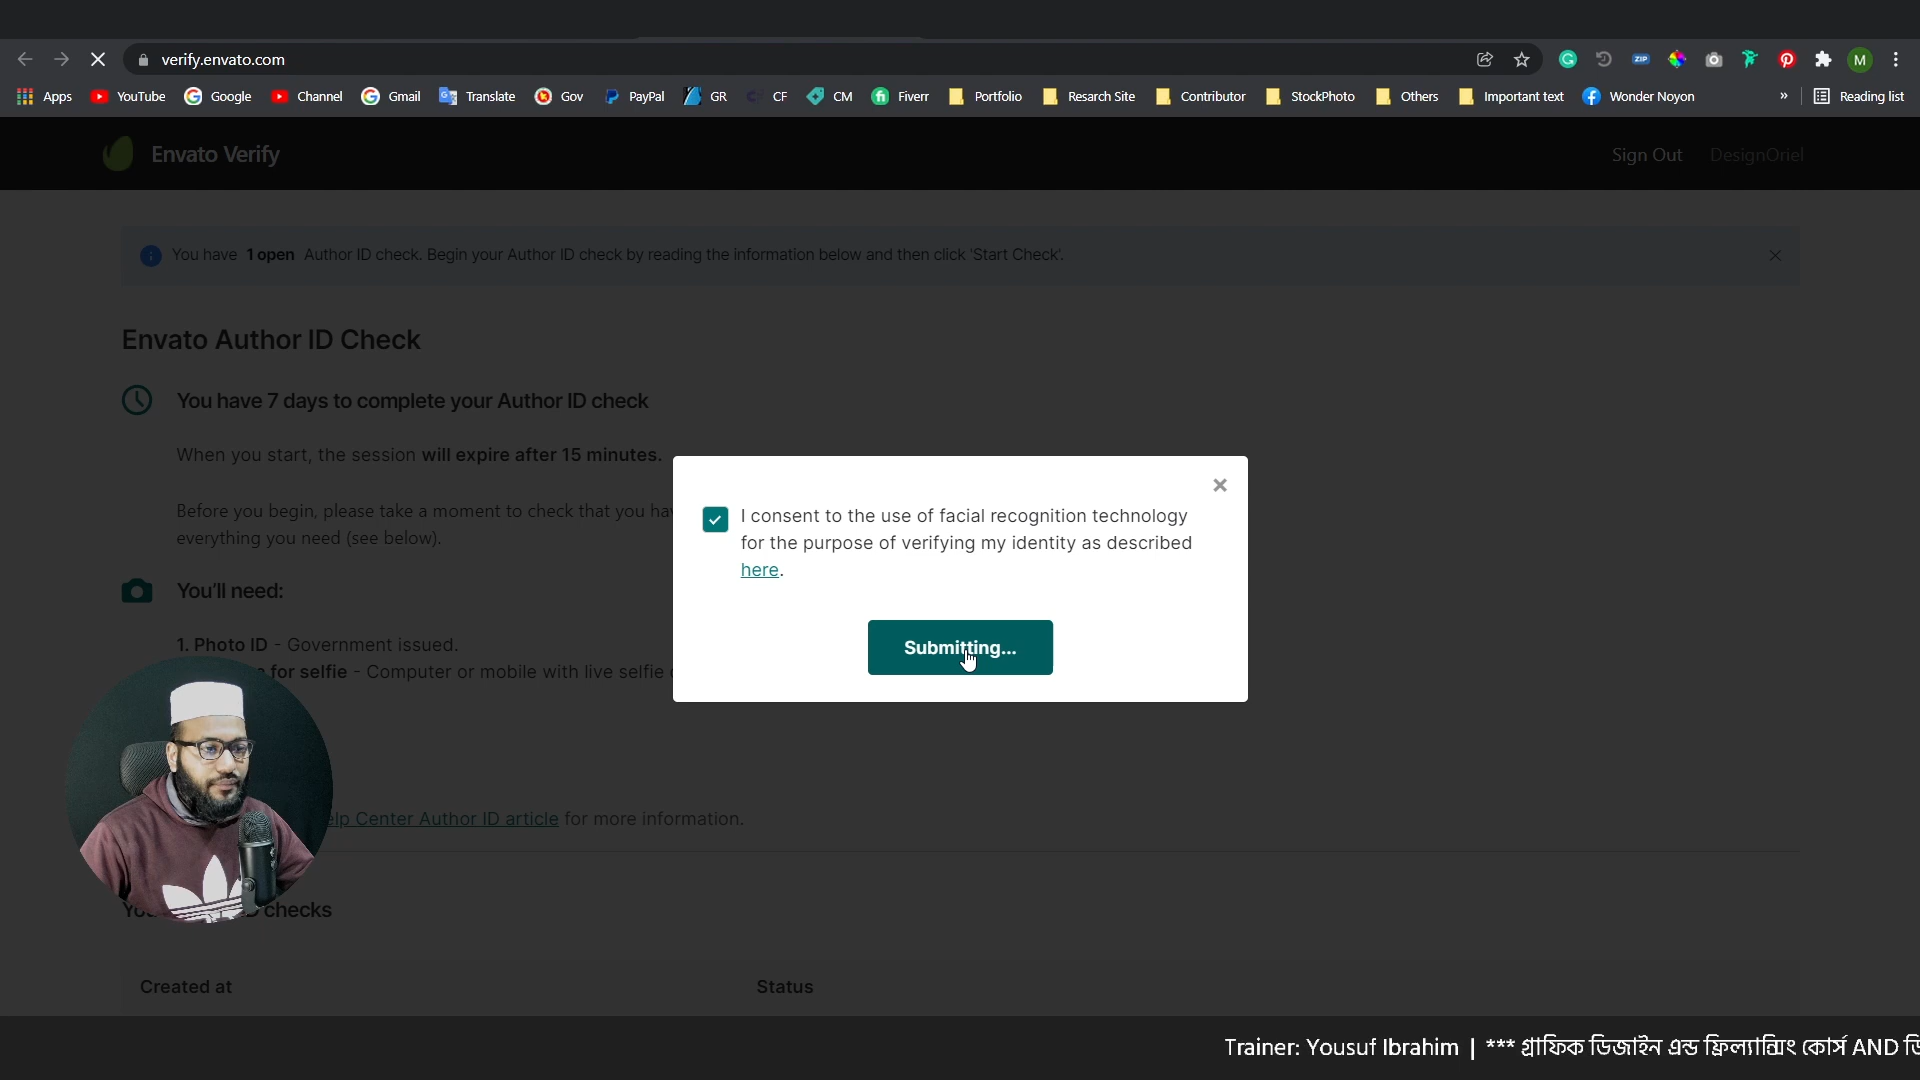 verify.envato.com
Apps YouTube Google Channel Gmail Translate Gov PayPal GR CF CM Fiverr Portfolio Resarch Site Contributor StockPhoto Others Important text Wonder Noyon » Reading list
Envato Verify
Sign Out DesignOriel
You have 1 open Author ID check. Begin your Author ID check by reading the information below and then click 'Start Check'.
Envato Author ID Check
You have 7 days to complete your Author ID check
When you start, the session will expire after 15 minutes.
Before you begin, please take a moment to check that you hav
everything you need (see below).
You'll need:
1. Photo ID - Government issued.
for selfie - Computer or mobile with live selfie
I consent to the use of facial recognition technology
for the purpose of verifying my identity as described
here.
Submitting...
elp Center Author ID article for more information.
checks
Created at Status
Trainer: Yousuf Ibrahim | *** গ্রাফিক ডিজাইন এন্ড ফ্রিল্যান্সিং কোর্স AND